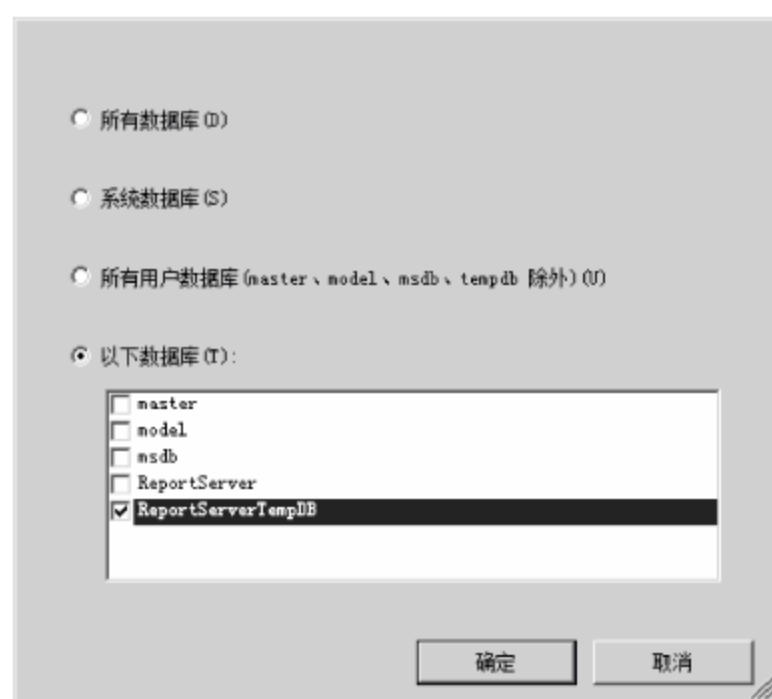 所有数据库(D)
系统数据库(S)
所有用户数据库(master、model、msdb、tempdb 除外)(U)
以下数据库(T):
master
model
msdb
ReportServer
ReportServerTempDB
确定 取消